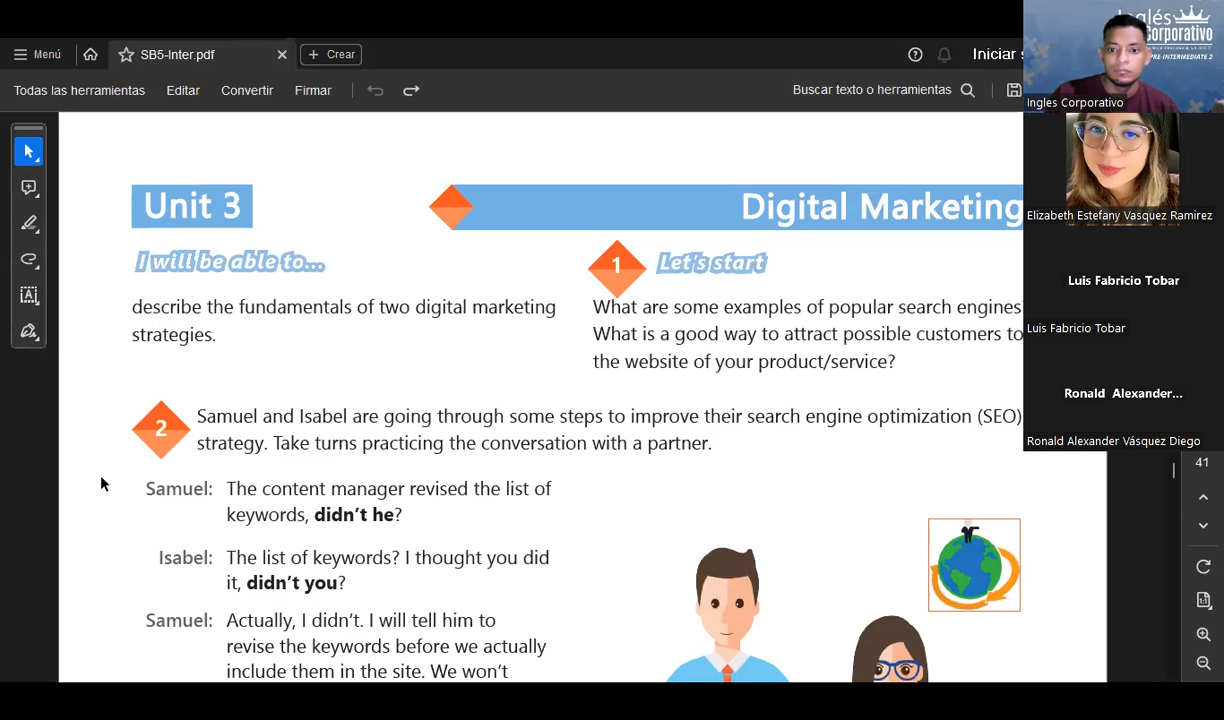 Menú
SB5-Inter.pdf
Crear
Iniciar s
Todas las herramientas
Editar
Convertir
Firmar
Buscar texto o herramientas
Inglés
Corporativo
PRE-INTERMEDIATE 2
Ingles Corporativo
Elizabeth Estefany Vasquez Ramirez
Luis Fabricio Tobar
Luis Fabricio Tobar
Ronald Alexander...
Ronald Alexander Vásquez Diego
Unit 3
Digital Marketing
I will be able to...
describe the fundamentals of two digital marketing
strategies.
1
Let's start
What are some examples of popular search engines
What is a good way to attract possible customers to
the website of your product/service?
2
Samuel and Isabel are going through some steps to improve their search engine optimization (SEO)
strategy. Take turns practicing the conversation with a partner.
Samuel: The content manager revised the list of
keywords, didn't he?
Isabel: The list of keywords? I thought you did
it, didn't you?
Samuel: Actually, I didn't. I will tell him to
revise the keywords before we actually
include them in the site. We won't
41